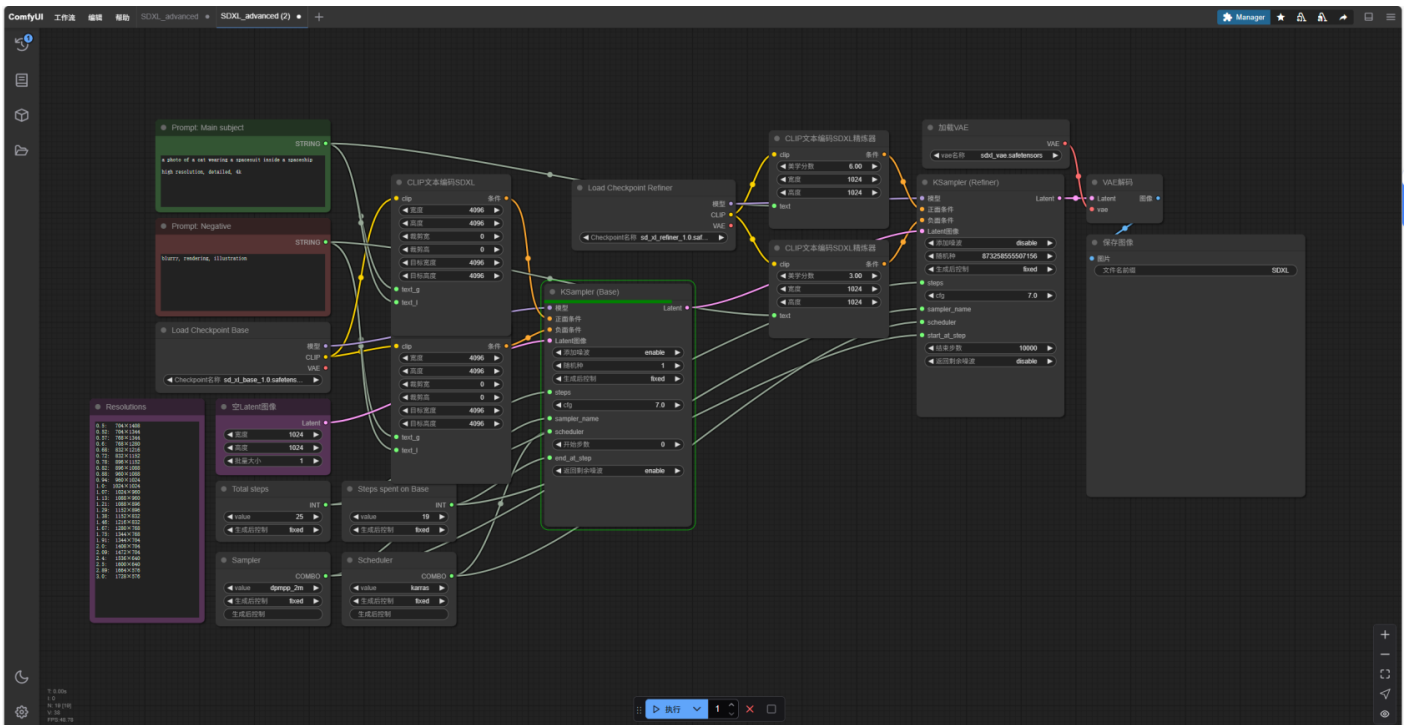 ComfyUI 工作流 编辑 帮助 SDXL_advanced SDXL_advanced (2) Manager
1
Prompt: Main subject
STRING
a photo of a cat wearing a spacesuit inside a spaceship
high resolution, detailed, 4k
Prompt: Negative
STRING
blurry, rendering, illustration
Load Checkpoint Base
模型
CLIP
VAE
Checkpoint名称 sd_xl_base_1.0.safetens...
Resolutions
空Latent图像
Latent
宽度 1024
高度 1024
批量大小 1
Total steps
INT
value 25
生成后控制 fixed
Steps spent on Base
INT
value 19
生成后控制 fixed
Sampler
COMBO
value dpmpp_2m
生成后控制 fixed
生成后控制
Scheduler
COMBO
value karras
生成后控制 fixed
生成后控制
CLIP文本编码SDXL
clip 条件
宽度 4096
高度 4096
裁剪宽 0
裁剪高 0
目标宽度 4096
目标高度 4096
text_g
text_l
clip 条件
宽度 4096
高度 4096
裁剪宽 0
裁剪高 0
目标宽度 4096
目标高度 4096
text_g
text_l
Load Checkpoint Refiner
模型
CLIP
VAE
Checkpoint名称 sd_xl_refiner_1.0.saf...
KSampler (Base)
模型 Latent
正面条件
负面条件
Latent图像
添加噪波 enable
随机种 1
生成后控制 fixed
steps
cfg 7.0
sampler_name
scheduler
开始步数 0
end_at_step
返回剩余噪波 enable
CLIP文本编码SDXL精炼器
clip 条件
美学分数 6.00
宽度 1024
高度 1024
text
CLIP文本编码SDXL精炼器
clip 条件
美学分数 3.00
宽度 1024
高度 1024
text
加载VAE
VAE
vae名称 sdxl_vae.safetensors
KSampler (Refiner)
模型 Latent
正面条件
负面条件
Latent图像
添加噪波 disable
随机种 873258555507156
生成后控制 fixed
steps
cfg 7.0
sampler_name
scheduler
start_at_step
结束步数 10000
返回剩余噪波 disable
VAE解码
Latent 图像
vae
保存图像
图片
文件名前缀 SDXL
执行 1